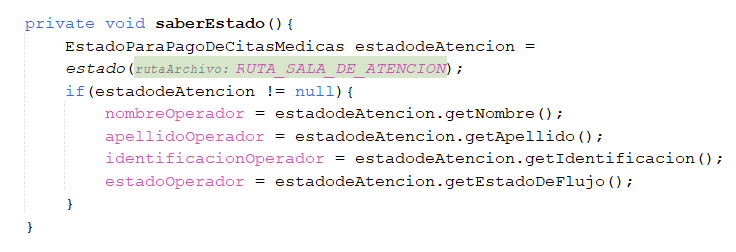 private void saberEstado(){
EstadoParaPagoDeCitasMedicas estadodeAtencion =
estado(rutaArchivo: RUTA_SALA_DE_ATENCION);
if(estadodeAtencion != null){
nombreOperador = estadodeAtencion.getNombre();
apellidoOperador = estadodeAtencion.getApellido();
identificacionOperador = estadodeAtencion.getIdentificacion();
estadoOperador = estadodeAtencion.getEstadoDeFlujo();
}
}